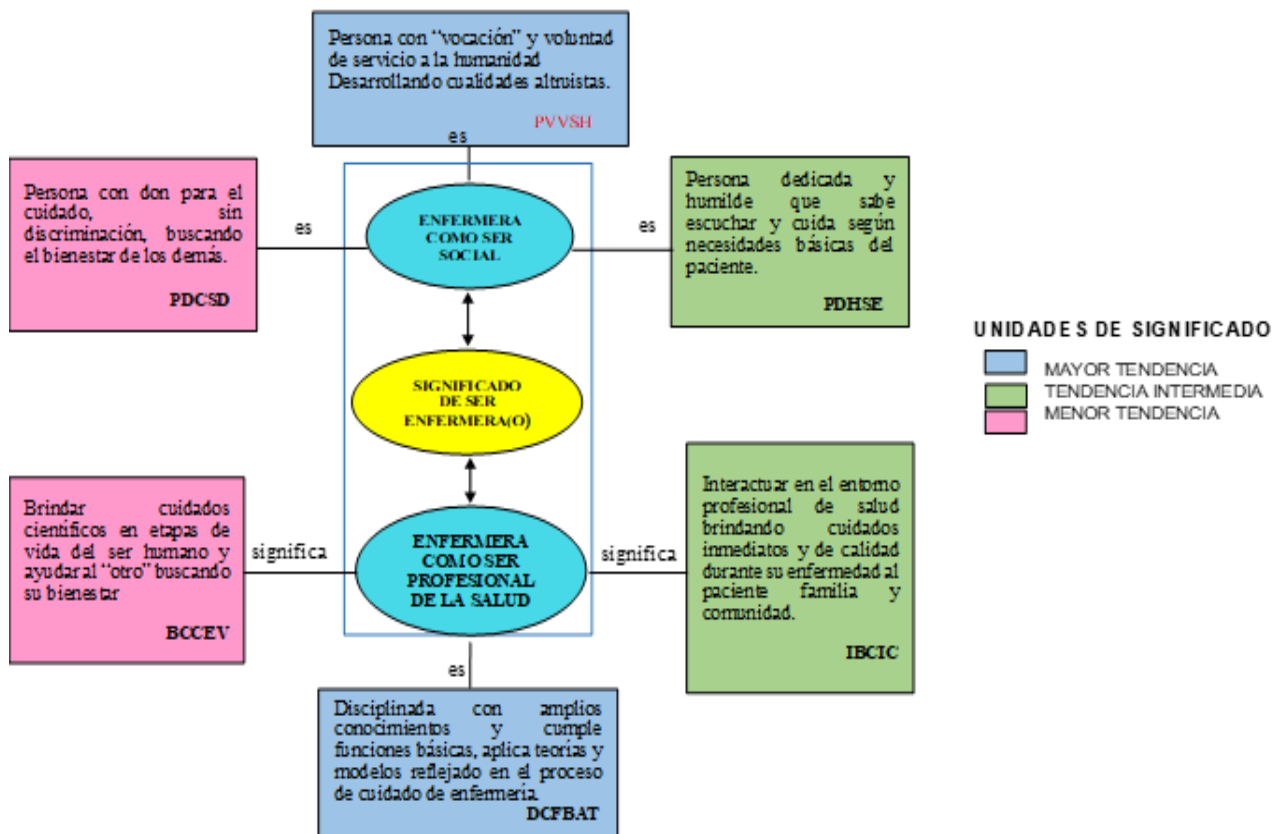 Persona con “vocación” y voluntad
de servicio a la humanidad
Desarrollando cualidades altruistas.
PVVSH
es
Persona con don para el
cuidado, sin
discriminación, buscando
el bienestar de los demás.
PDCSD
es
ENFERMERA
COMO SER
SOCIAL
es
Persona dedicada y
humilde que sabe
escuchar y cuida según
necesidades básicas del
paciente.
PDHSE
SIGNIFICADO
DE SER
ENFERMERA(O)
UNIDADES DE SIGNIFICADO
MAYOR TENDENCIA
TENDENCIA INTERMEDIA
MENOR TENDENCIA
Brindar cuidados
científicos en etapas de
vida del ser humano y
ayudar al “otro” buscando
su bienestar
BCCEV
significa
ENFERMERA
COMO SER
PROFESIONAL
DE LA SALUD
significa
Interactuar en el entorno
profesional de salud
brindando cuidados
inmediatos y de calidad
durante su enfermedad al
paciente familia y
comunidad.
IBCIC
es
Disciplinada con amplios
conocimientos y cumple
funciones básicas, aplica teorías y
modelos reflejado en el proceso
de cuidado de enfermería.
DCFBAT